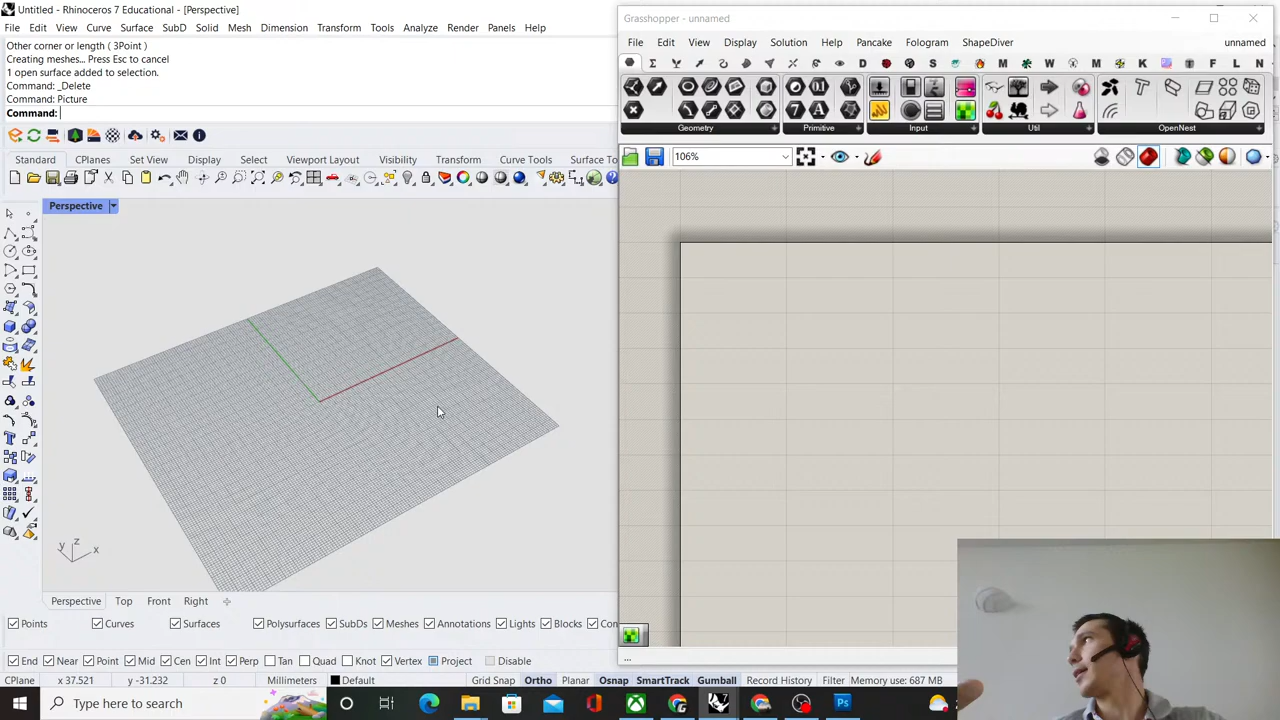 Untitled - Rhinoceros 7 Educational - [Perspective]
File Edit View Curve Surface SubD Solid Mesh Dimension Transform Tools Analyze Render Panels Help
Other corner or length ( 3Point )
Creating meshes... Press Esc to cancel
1 open surface added to selection.
Command: _Delete
Command: Picture
Command:
Standard CPlanes Set View Display Select Viewport Layout Visibility Transform Curve Tools Surface To
Perspective
y z x
Perspective Top Front Right
Points Curves Surfaces Polysurfaces SubDs Meshes Annotations Lights Blocks Con
End Near Point Mid Cen Int Perp Tan Quad Knot Vertex Project Disable
CPlane x 37.521 y -31.232 z 0 Millimeters Default Grid Snap Ortho Planar Osnap SmartTrack Gumball Record History Filter Memory use: 687 MB
Grasshopper - unnamed
File Edit View Display Solution Help Pancake Fologram ShapeDiver unnamed
D M W M K F L N
Geometry Primitive Input Util OpenNest
106%
...
Type here to search
Ps